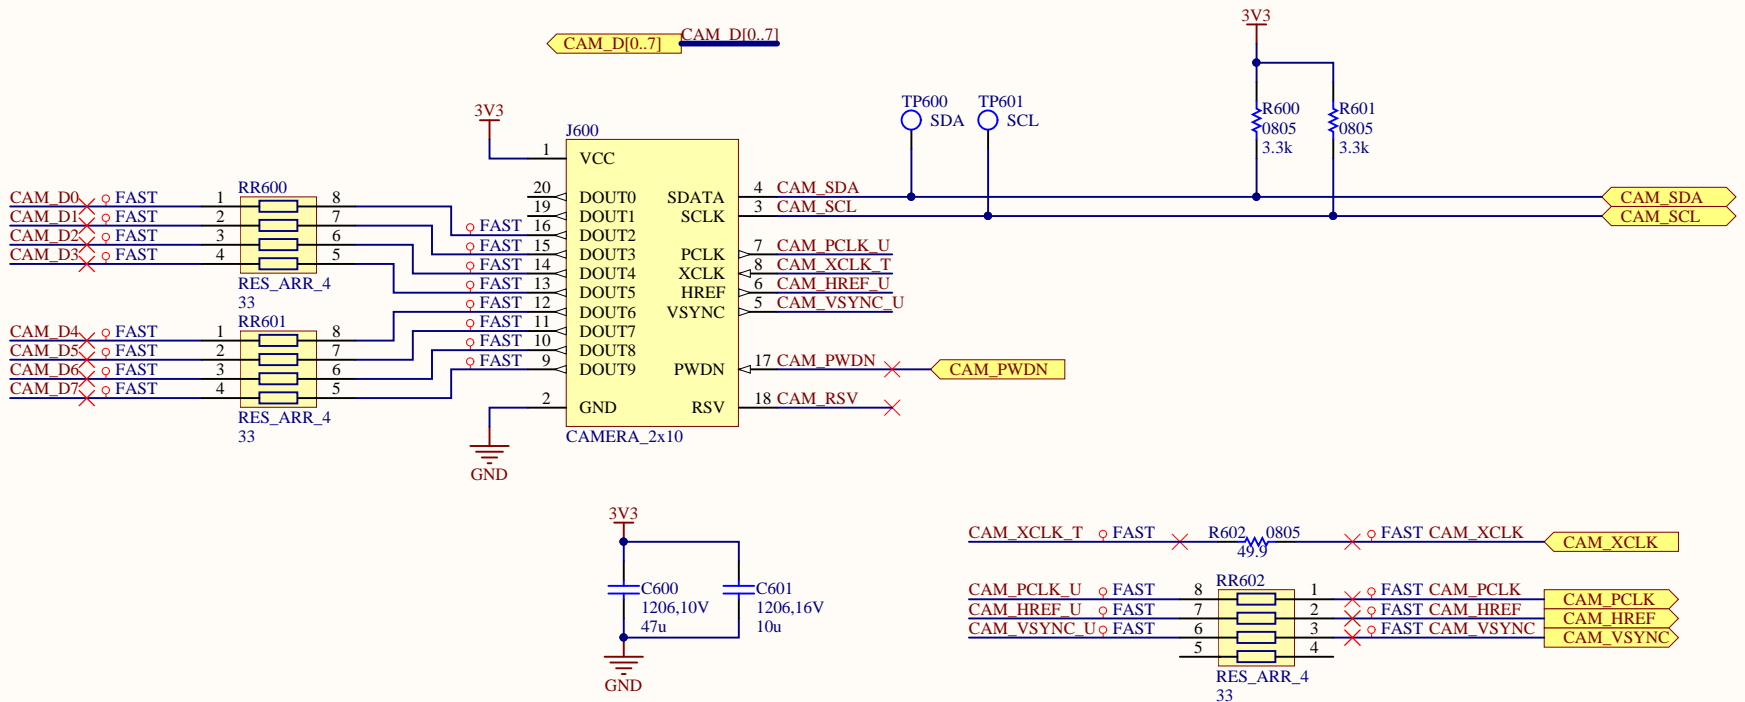 CAM_D[0..7] CAM_D[0..7]
3V3
3V3
TP600 SDA
TP601 SCL
R600
0805
3.3k
R601
0805
3.3k
J600
1 VCC
20 DOUT0 SDATA 4 CAM_SDA
19 DOUT1 SCLK 3 CAM_SCL
FAST 16 DOUT2
FAST 15 DOUT3 PCLK 7 CAM_PCLK_U
FAST 14 DOUT4 XCLK 8 CAM_XCLK_T
FAST 13 DOUT5 HREF 6 CAM_HREF_U
FAST 12 DOUT6 VSYNC 5 CAM_VSYNC_U
FAST 11 DOUT7
FAST 10 DOUT8
FAST 9 DOUT9 PWDN 17 CAM_PWDN CAM_PWDN
2 GND RSV 18 CAM_RSV
CAMERA_2x10
GND
CAM_SDA
CAM_SCL
RR600
CAM_D0 FAST 1 8
CAM_D1 FAST 2 7
CAM_D2 FAST 3 6
CAM_D3 FAST 4 5
RES_ARR_4
33
RR601
CAM_D4 FAST 1 8
CAM_D5 FAST 2 7
CAM_D6 FAST 3 6
CAM_D7 FAST 4 5
RES_ARR_4
33
3V3
C600
1206,10V
47u
C601
1206,16V
10u
GND
CAM_XCLK_T FAST R602 0805 FAST CAM_XCLK CAM_XCLK
49.9
RR602
CAM_PCLK_U FAST 8 1 FAST CAM_PCLK CAM_PCLK
CAM_HREF_U FAST 7 2 FAST CAM_HREF CAM_HREF
CAM_VSYNC_U FAST 6 3 FAST CAM_VSYNC CAM_VSYNC
5 4
RES_ARR_4
33